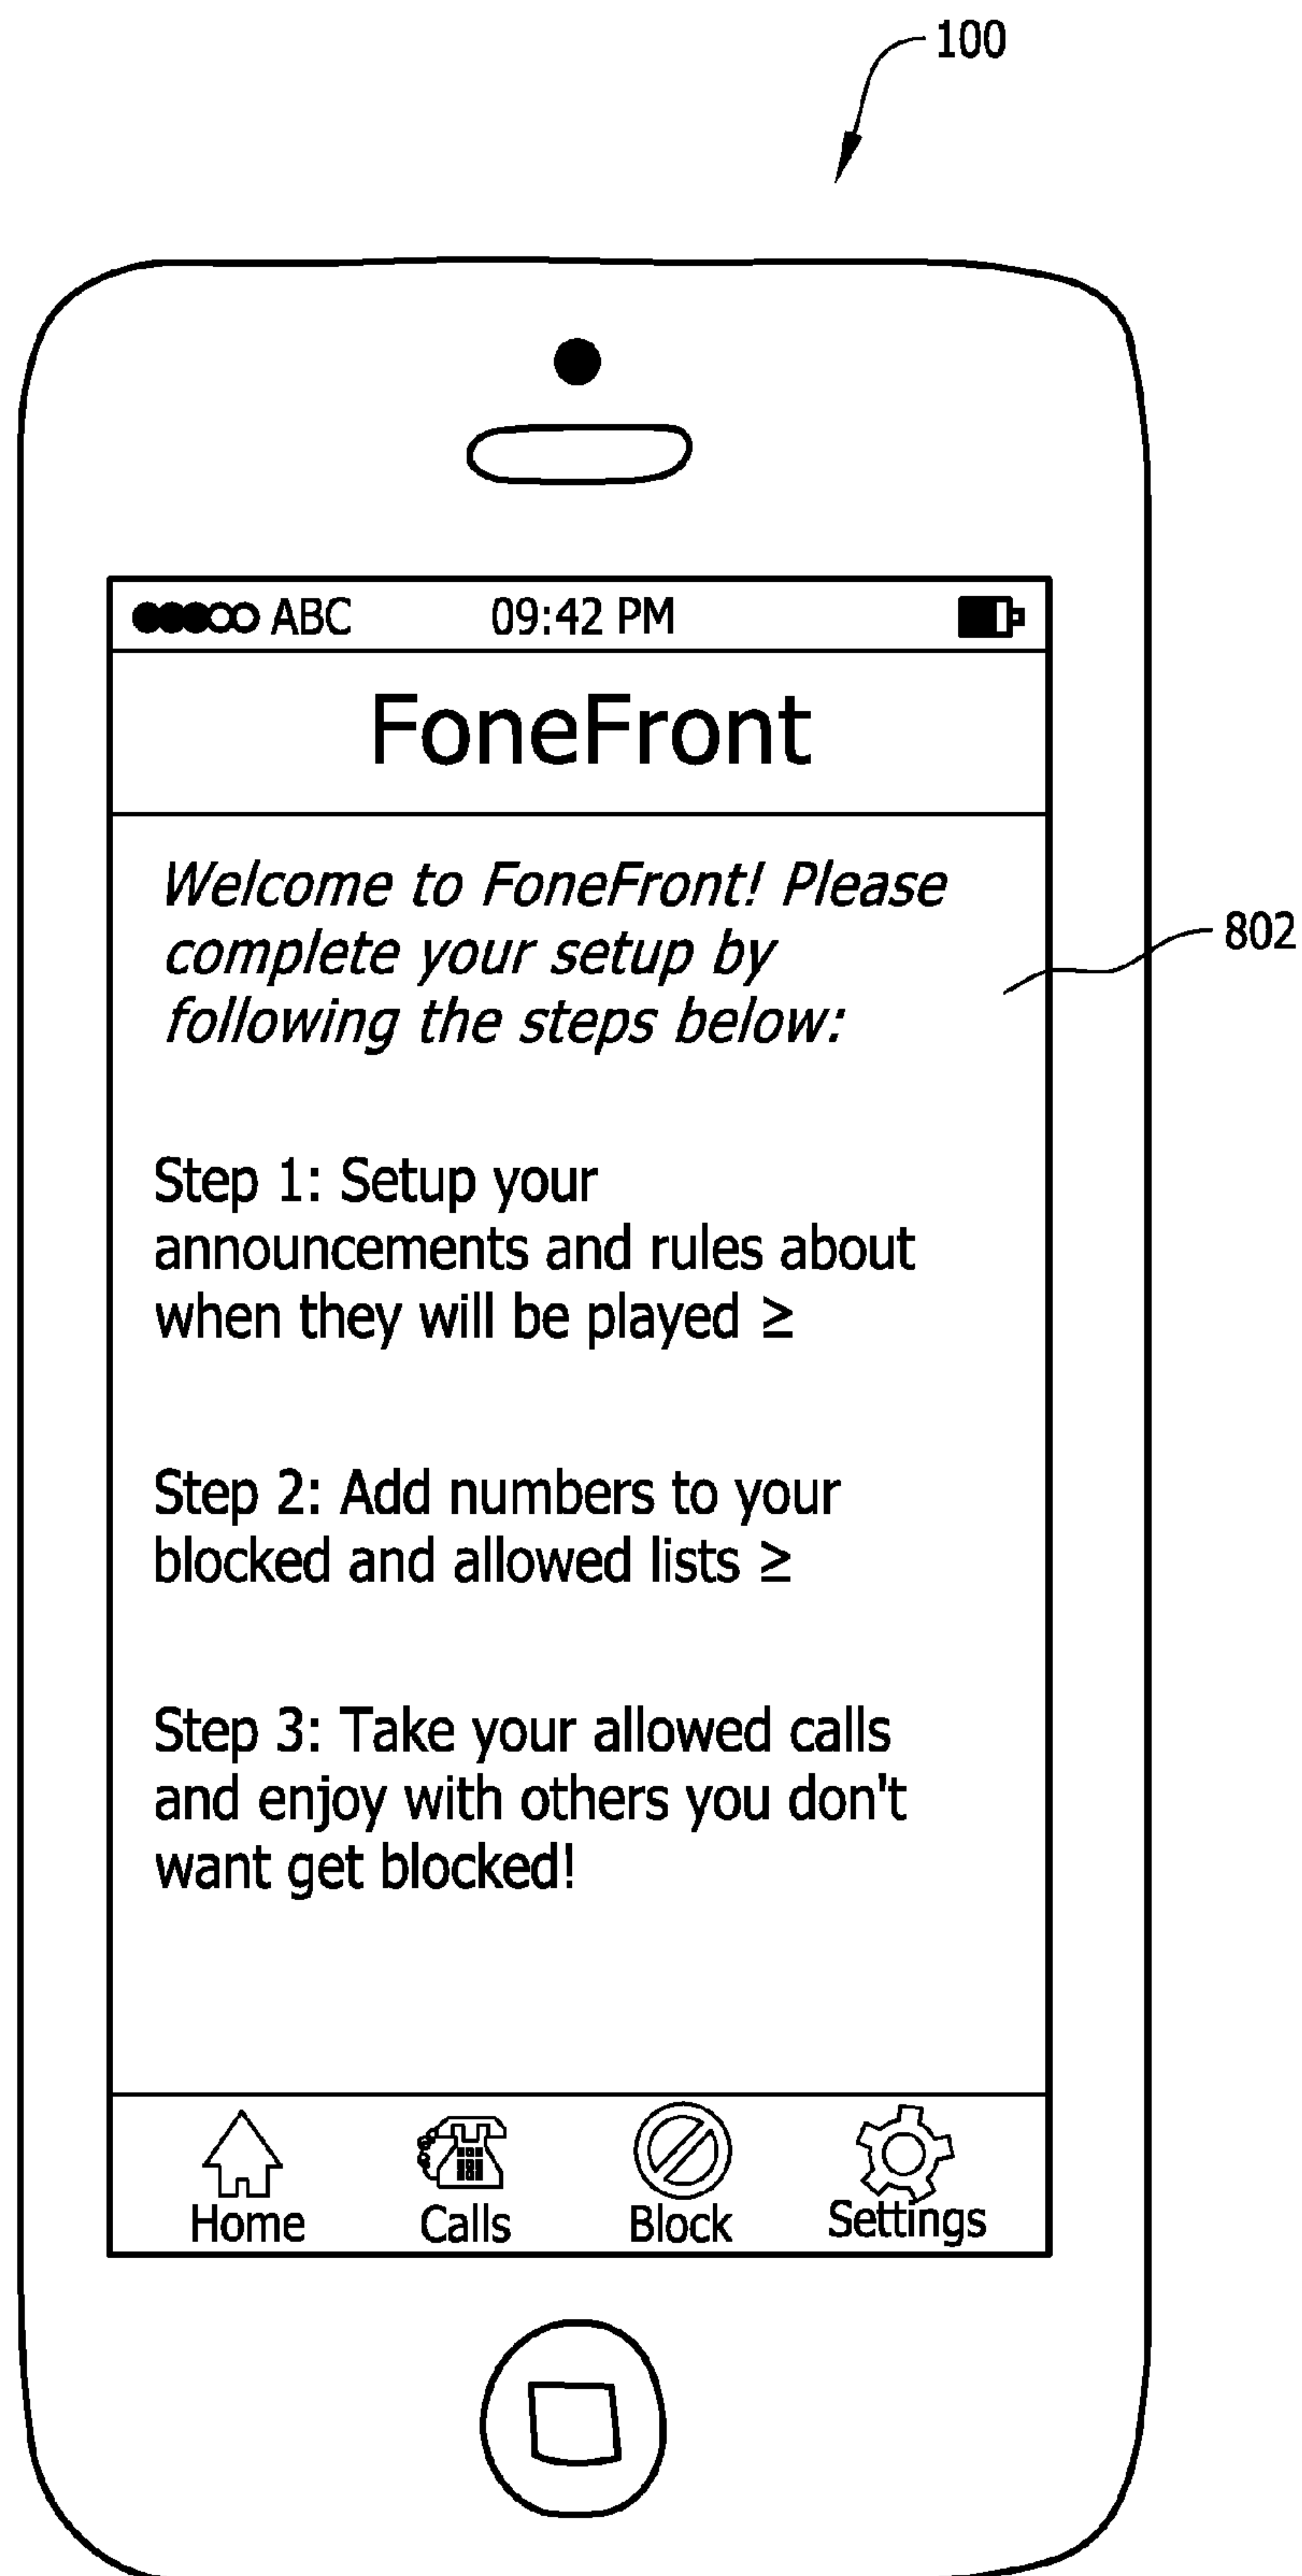 100
ABC 09:42 PM
FoneFront
Welcome to FoneFront! Please
complete your setup by
following the steps below:
802
Step 1: Setup your
announcements and rules about
when they will be played ≥
Step 2: Add numbers to your
blocked and allowed lists ≥
Step 3: Take your allowed calls
and enjoy with others you don't
want get blocked!
Home Calls Block Settings